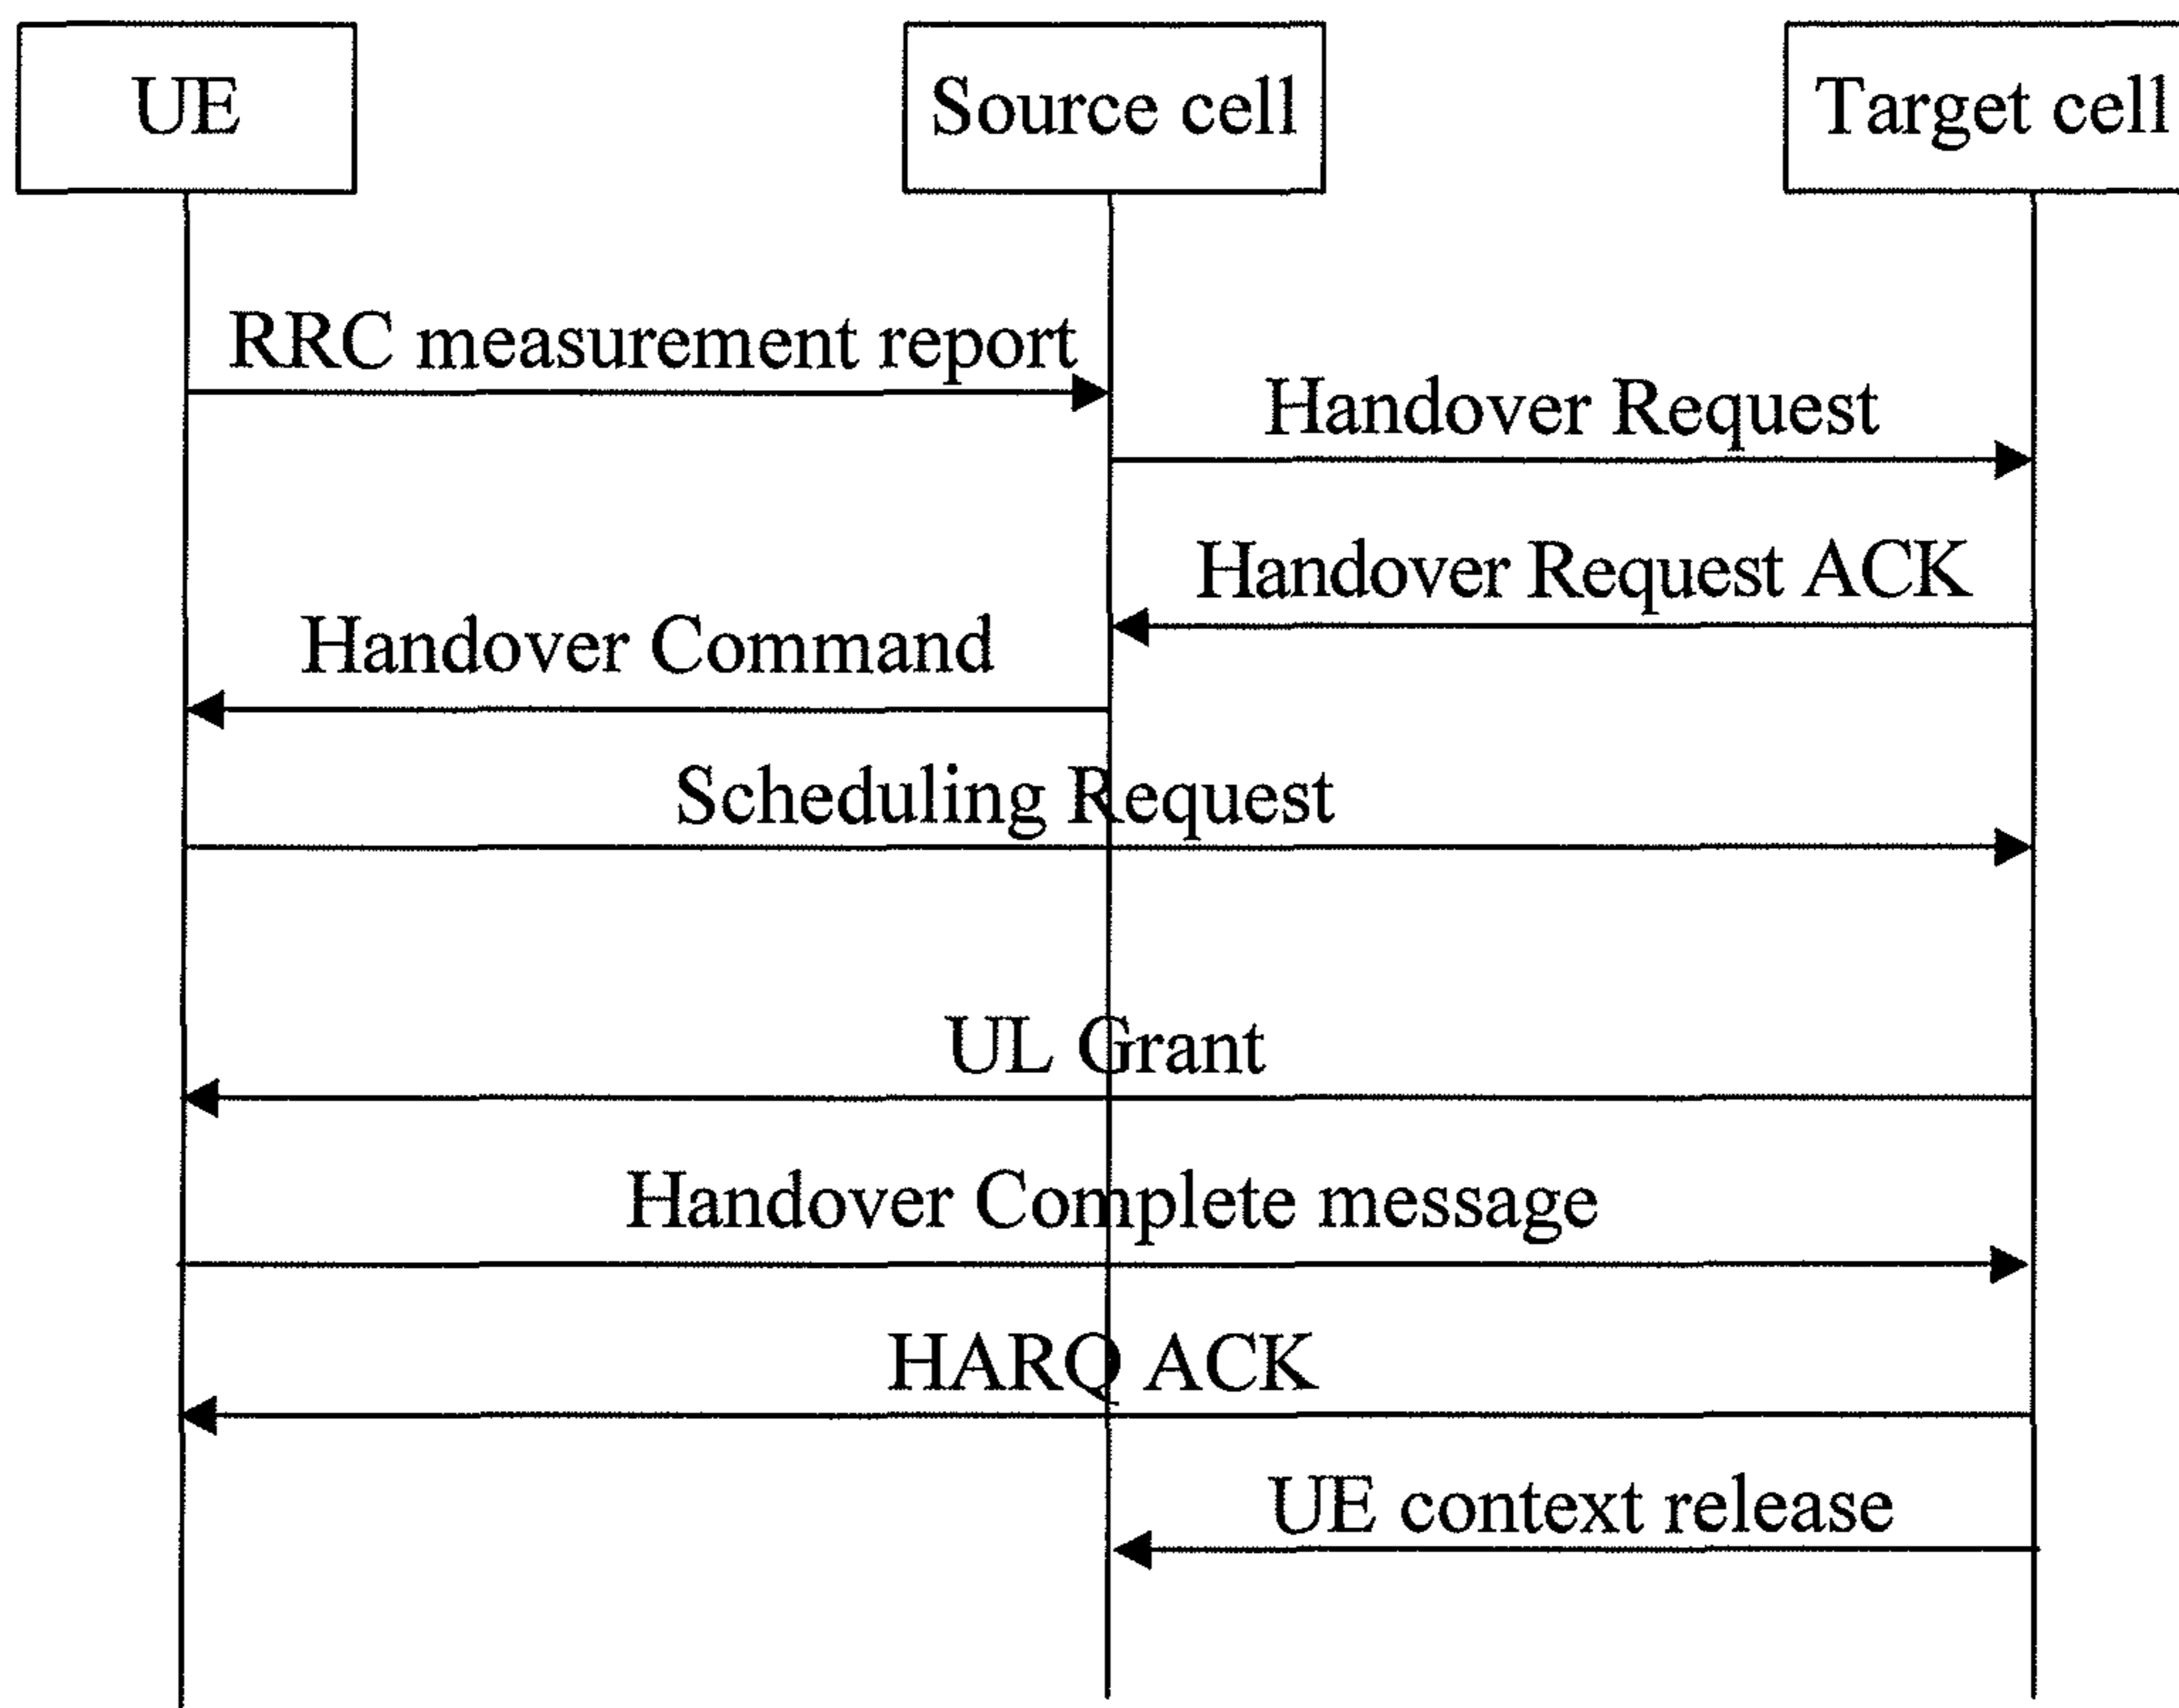 UE
Source cell
Target cell
RRC measurement report
Handover Request
Handover Request ACK
Handover Command
Scheduling Request
UL Grant
Handover Complete message
HARQ ACK
UE context release